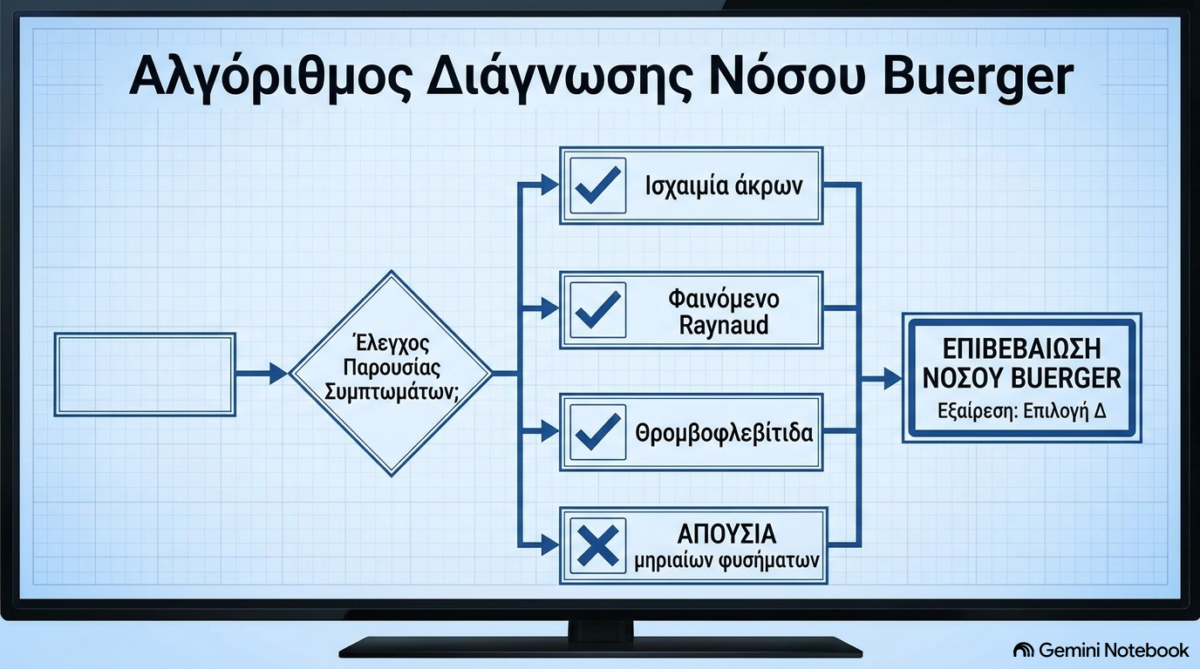 Αλγόριθμος Διάγνωσης Νόσου Buerger
Έλεγχος
Παρουσίας
Συμπτωμάτων;
Ισχαιμία άκρων
Φαινόμενο
Raynaud
Θρομβοφλεβίτιδα
ΑΠΟΥΣΙΑ
μηριαίων φυσήματων
ΕΠΙΒΕΒΑΙΩΣΗ
ΝΟΣΟΥ BUERGER
Εξαίρεση: Επιλογή Δ
Gemini Notebook